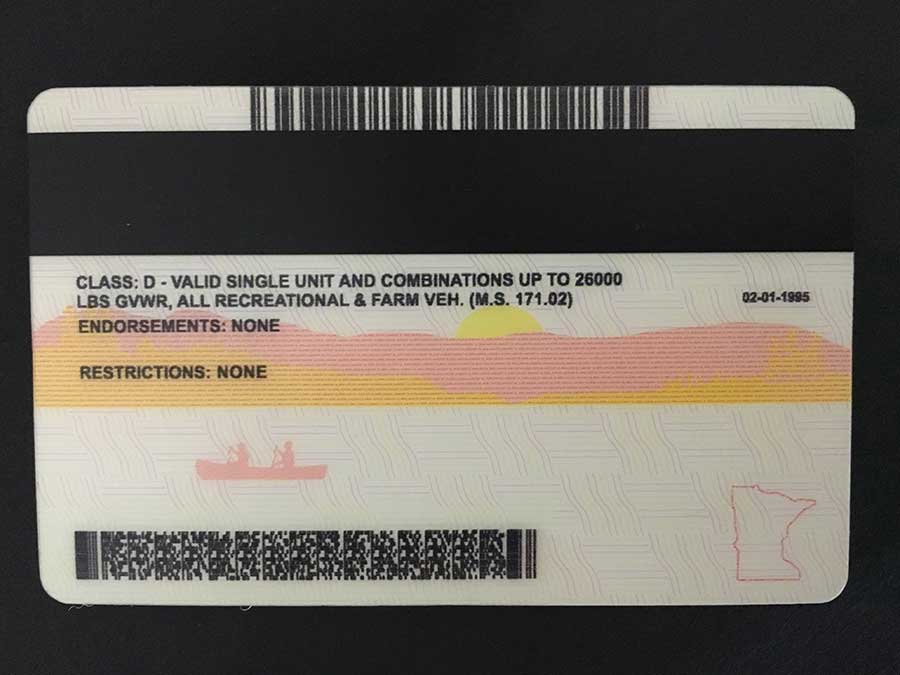 CLASS: D - VALID SINGLE UNIT AND COMBINATIONS UP TO 26000
LBS GVWR, ALL RECREATIONAL & FARM VEH. (M.S. 171.02)
02-01-1995
ENDORSEMENTS: NONE
RESTRICTIONS: NONE